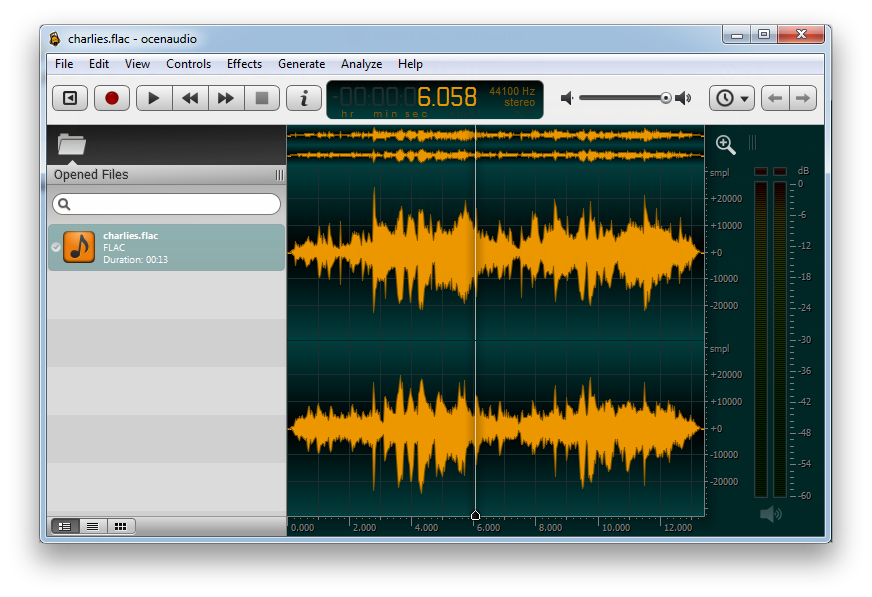 charlies.flac - ocenaudio
File Edit View Controls Effects Generate Analyze Help
-00:00:06.058
hr min sec
44100 Hz
stereo
Opened Files
charlies.flac
FLAC
Duration: 00:13
smpl
+20000
+10000
+0
-10000
-20000
smpl
+20000
+10000
+0
-10000
-20000
dB
-0
-6
-12
-18
-24
-30
-36
-42
-48
-54
-60
0.000 2.000 4.000 6.000 8.000 10.000 12.000